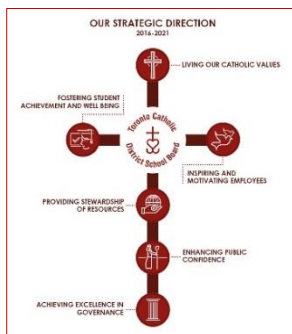 OUR STRATEGIC DIRECTION
2016-2021
LIVING OUR CATHOLIC VALUES
FOSTERING STUDENT
ACHIEVEMENT AND WELL BEING
Toronto Catholic
District School Board
INSPIRING AND
MOTIVATING EMPLOYEES
PROVIDING STEWARDSHIP
OF RESOURCES
ENHANCING PUBLIC
CONFIDENCE
ACHIEVING EXCELLENCE IN
GOVERNANCE